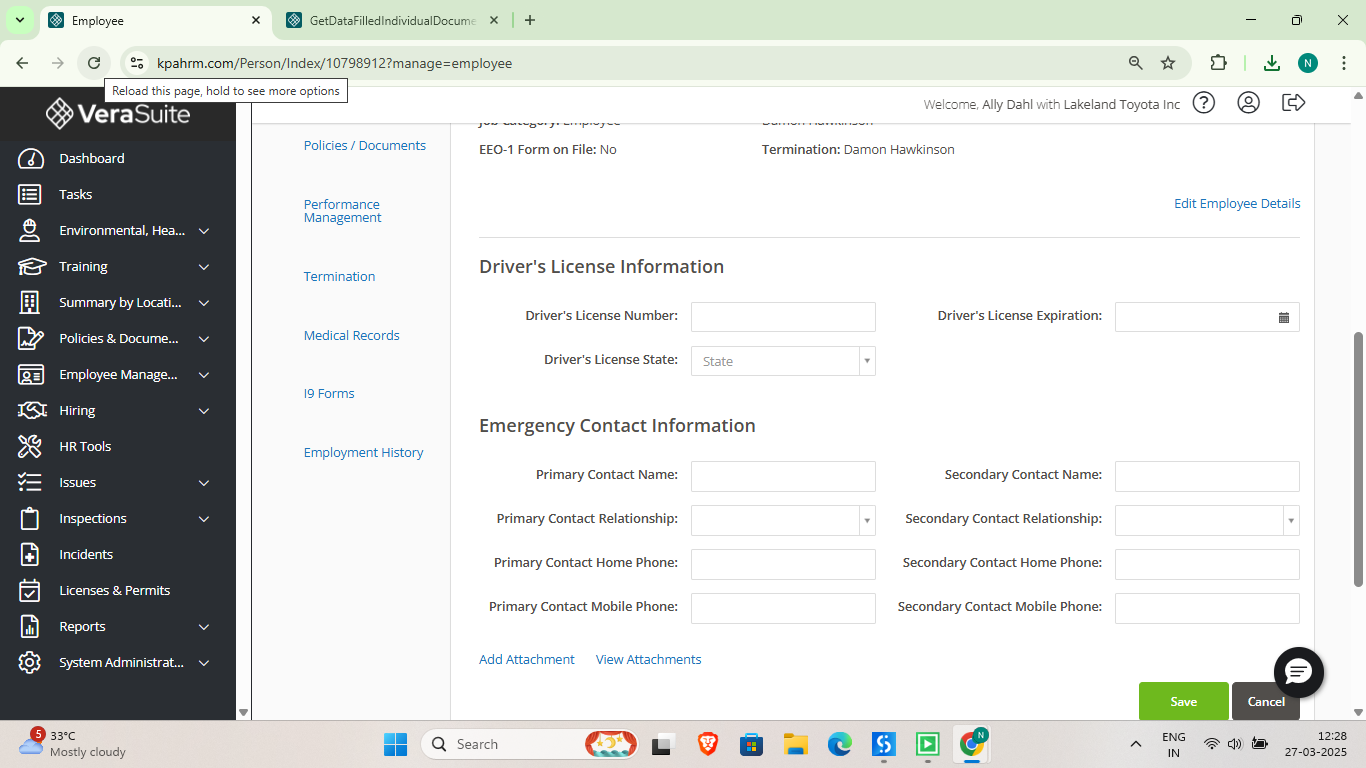 Employee
GetDataFilledIndividualDocume
kpahrm.com/Person/Index/10798912?manage=employee
N
Reload this page, hold to see more options
VeraSuite
Welcome, Ally Dahl with Lakeland Toyota Inc
Dashboard
Tasks
Environmental, Hea...
Training
Summary by Locati...
Policies & Docume...
Employee Manage...
Hiring
HR Tools
Issues
Inspections
Incidents
Licenses & Permits
Reports
System Administrat...
Policies / Documents
Performance
Management
Termination
Medical Records
I9 Forms
Employment History
Job Category: Employee
Damon Hawkinson
EEO-1 Form on File: No
Termination: Damon Hawkinson
Edit Employee Details
Driver's License Information
Driver's License Number:
Driver's License Expiration:
Driver's License State:
State
Emergency Contact Information
Primary Contact Name:
Secondary Contact Name:
Primary Contact Relationship:
Secondary Contact Relationship:
Primary Contact Home Phone:
Secondary Contact Home Phone:
Primary Contact Mobile Phone:
Secondary Contact Mobile Phone:
Add Attachment
View Attachments
Save
Cancel
5
33°C
Mostly cloudy
Search
N
ENG
IN
12:28
27-03-2025